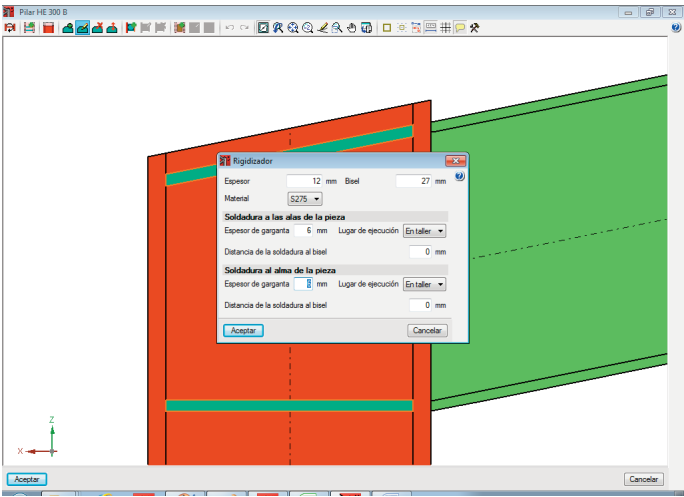 Pilar HE 300 B
Rigidizador
Espesor 12 mm Bisel 27 mm
Material S275
Soldadura a las alas de la pieza
Espesor de garganta 6 mm Lugar de ejecución En taller
Distancia de la soldadura al bisel 0 mm
Soldadura al alma de la pieza
Espesor de garganta 6 mm Lugar de ejecución En taller
Distancia de la soldadura al bisel 0 mm
Aceptar Cancelar
Z
X
Aceptar Cancelar